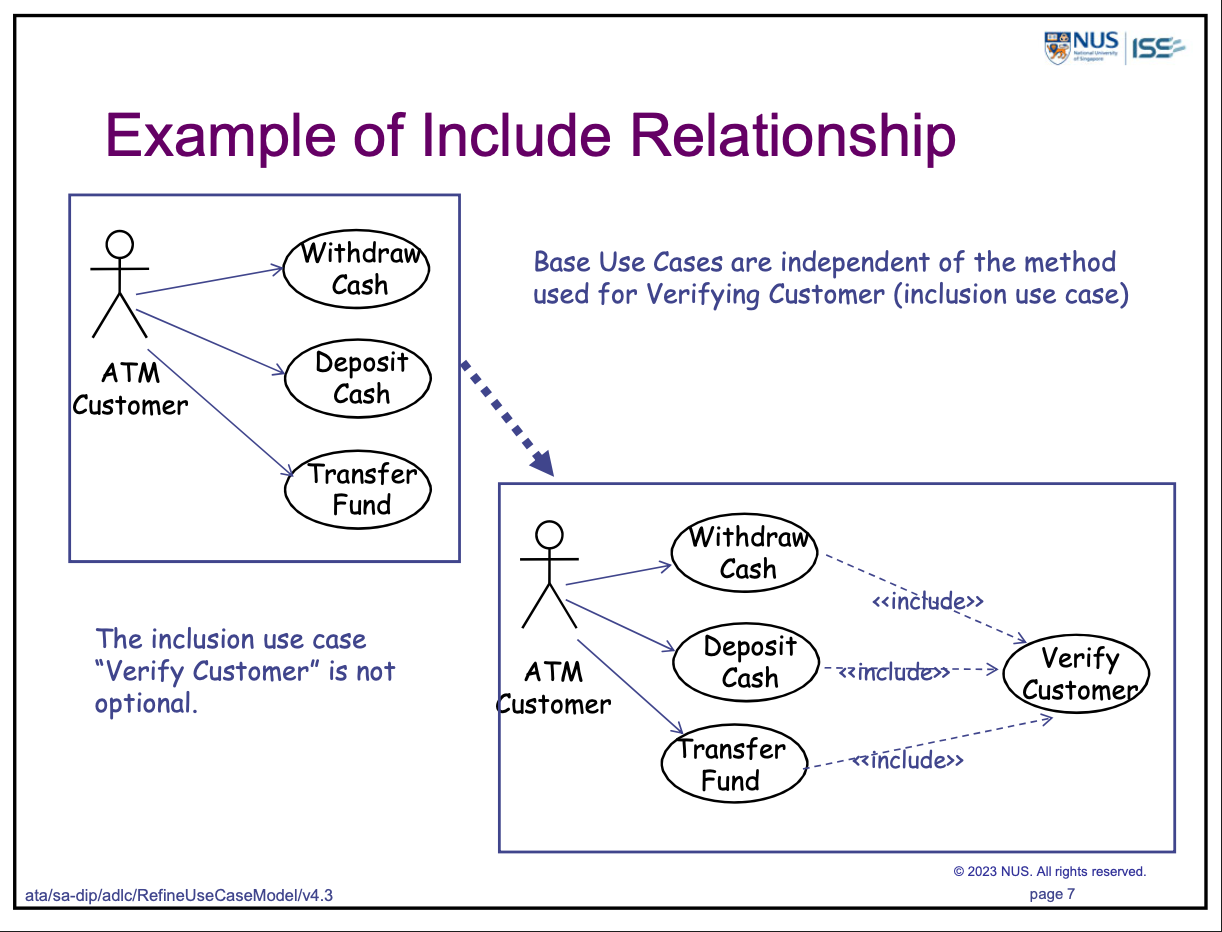 NUS
National University
of Singapore
ISS
Example of Include Relationship
Withdraw
Cash
Deposit
Cash
Transfer
Fund
ATM
Customer
Base Use Cases are independent of the method
used for Verifying Customer (inclusion use case)
The inclusion use case
“Verify Customer” is not
optional.
Withdraw
Cash
Deposit
Cash
Transfer
Fund
ATM
Customer
<<include>>
<<include>>
<<include>>
Verify
Customer
© 2023 NUS. All rights reserved.
ata/sa-dip/adlc/RefineUseCaseModel/v4.3
page 7